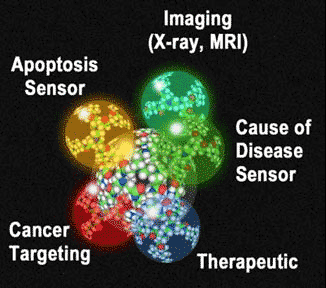 Imaging
(X-ray, MRI)
Apoptosis
Sensor
Cause of
Disease
Sensor
Cancer
Targeting
Therapeutic